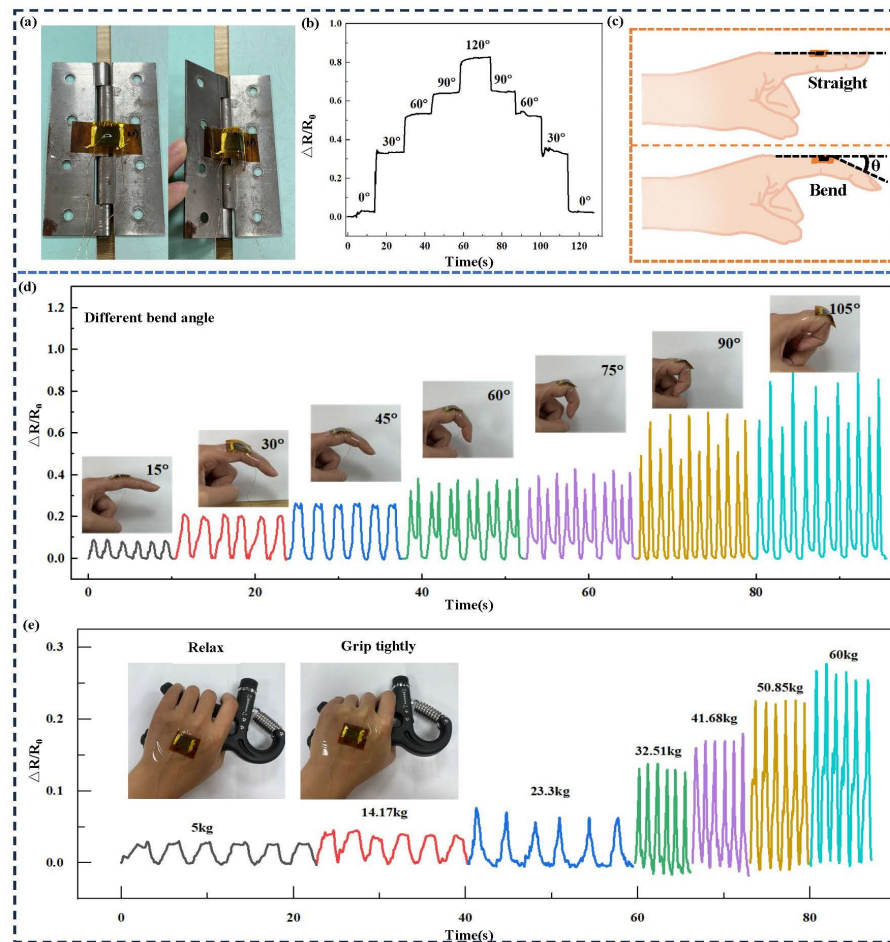 (a)
(b)
△R/R₀
1.0
0.8
0.6
0.4
0.2
0.0
0°
30°
60°
90°
120°
90°
60°
30°
0°
0 20 40 60 80 100 120
Time(s)
(c)
Straight
Bend
θ
(d)
Different bend angle
△R/R₀
1.2
1.0
0.8
0.6
0.4
0.2
0.0
15°
30°
45°
60°
75°
90°
105°
0 20 40 60 80
Time(s)
(e)
△R/R₀
0.3
0.2
0.1
0.0
Relax
Grip tightly
5kg
14.17kg
23.3kg
32.51kg
41.68kg
50.85kg
60kg
0 20 40 60 80
Time(s)